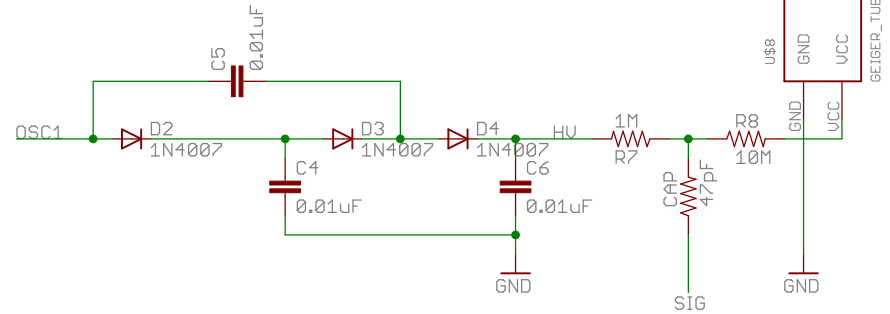 C5
0.01uF
OSC1
D2
1N4007
D3
1N4007
D4
1N4007
HV
C4
0.01uF
C6
0.01uF
GND
1M
R7
CAP
47pF
SIG
R8
10M
U$8
GND
VCC
GEIGER_TUBE
GND
VCC
GND